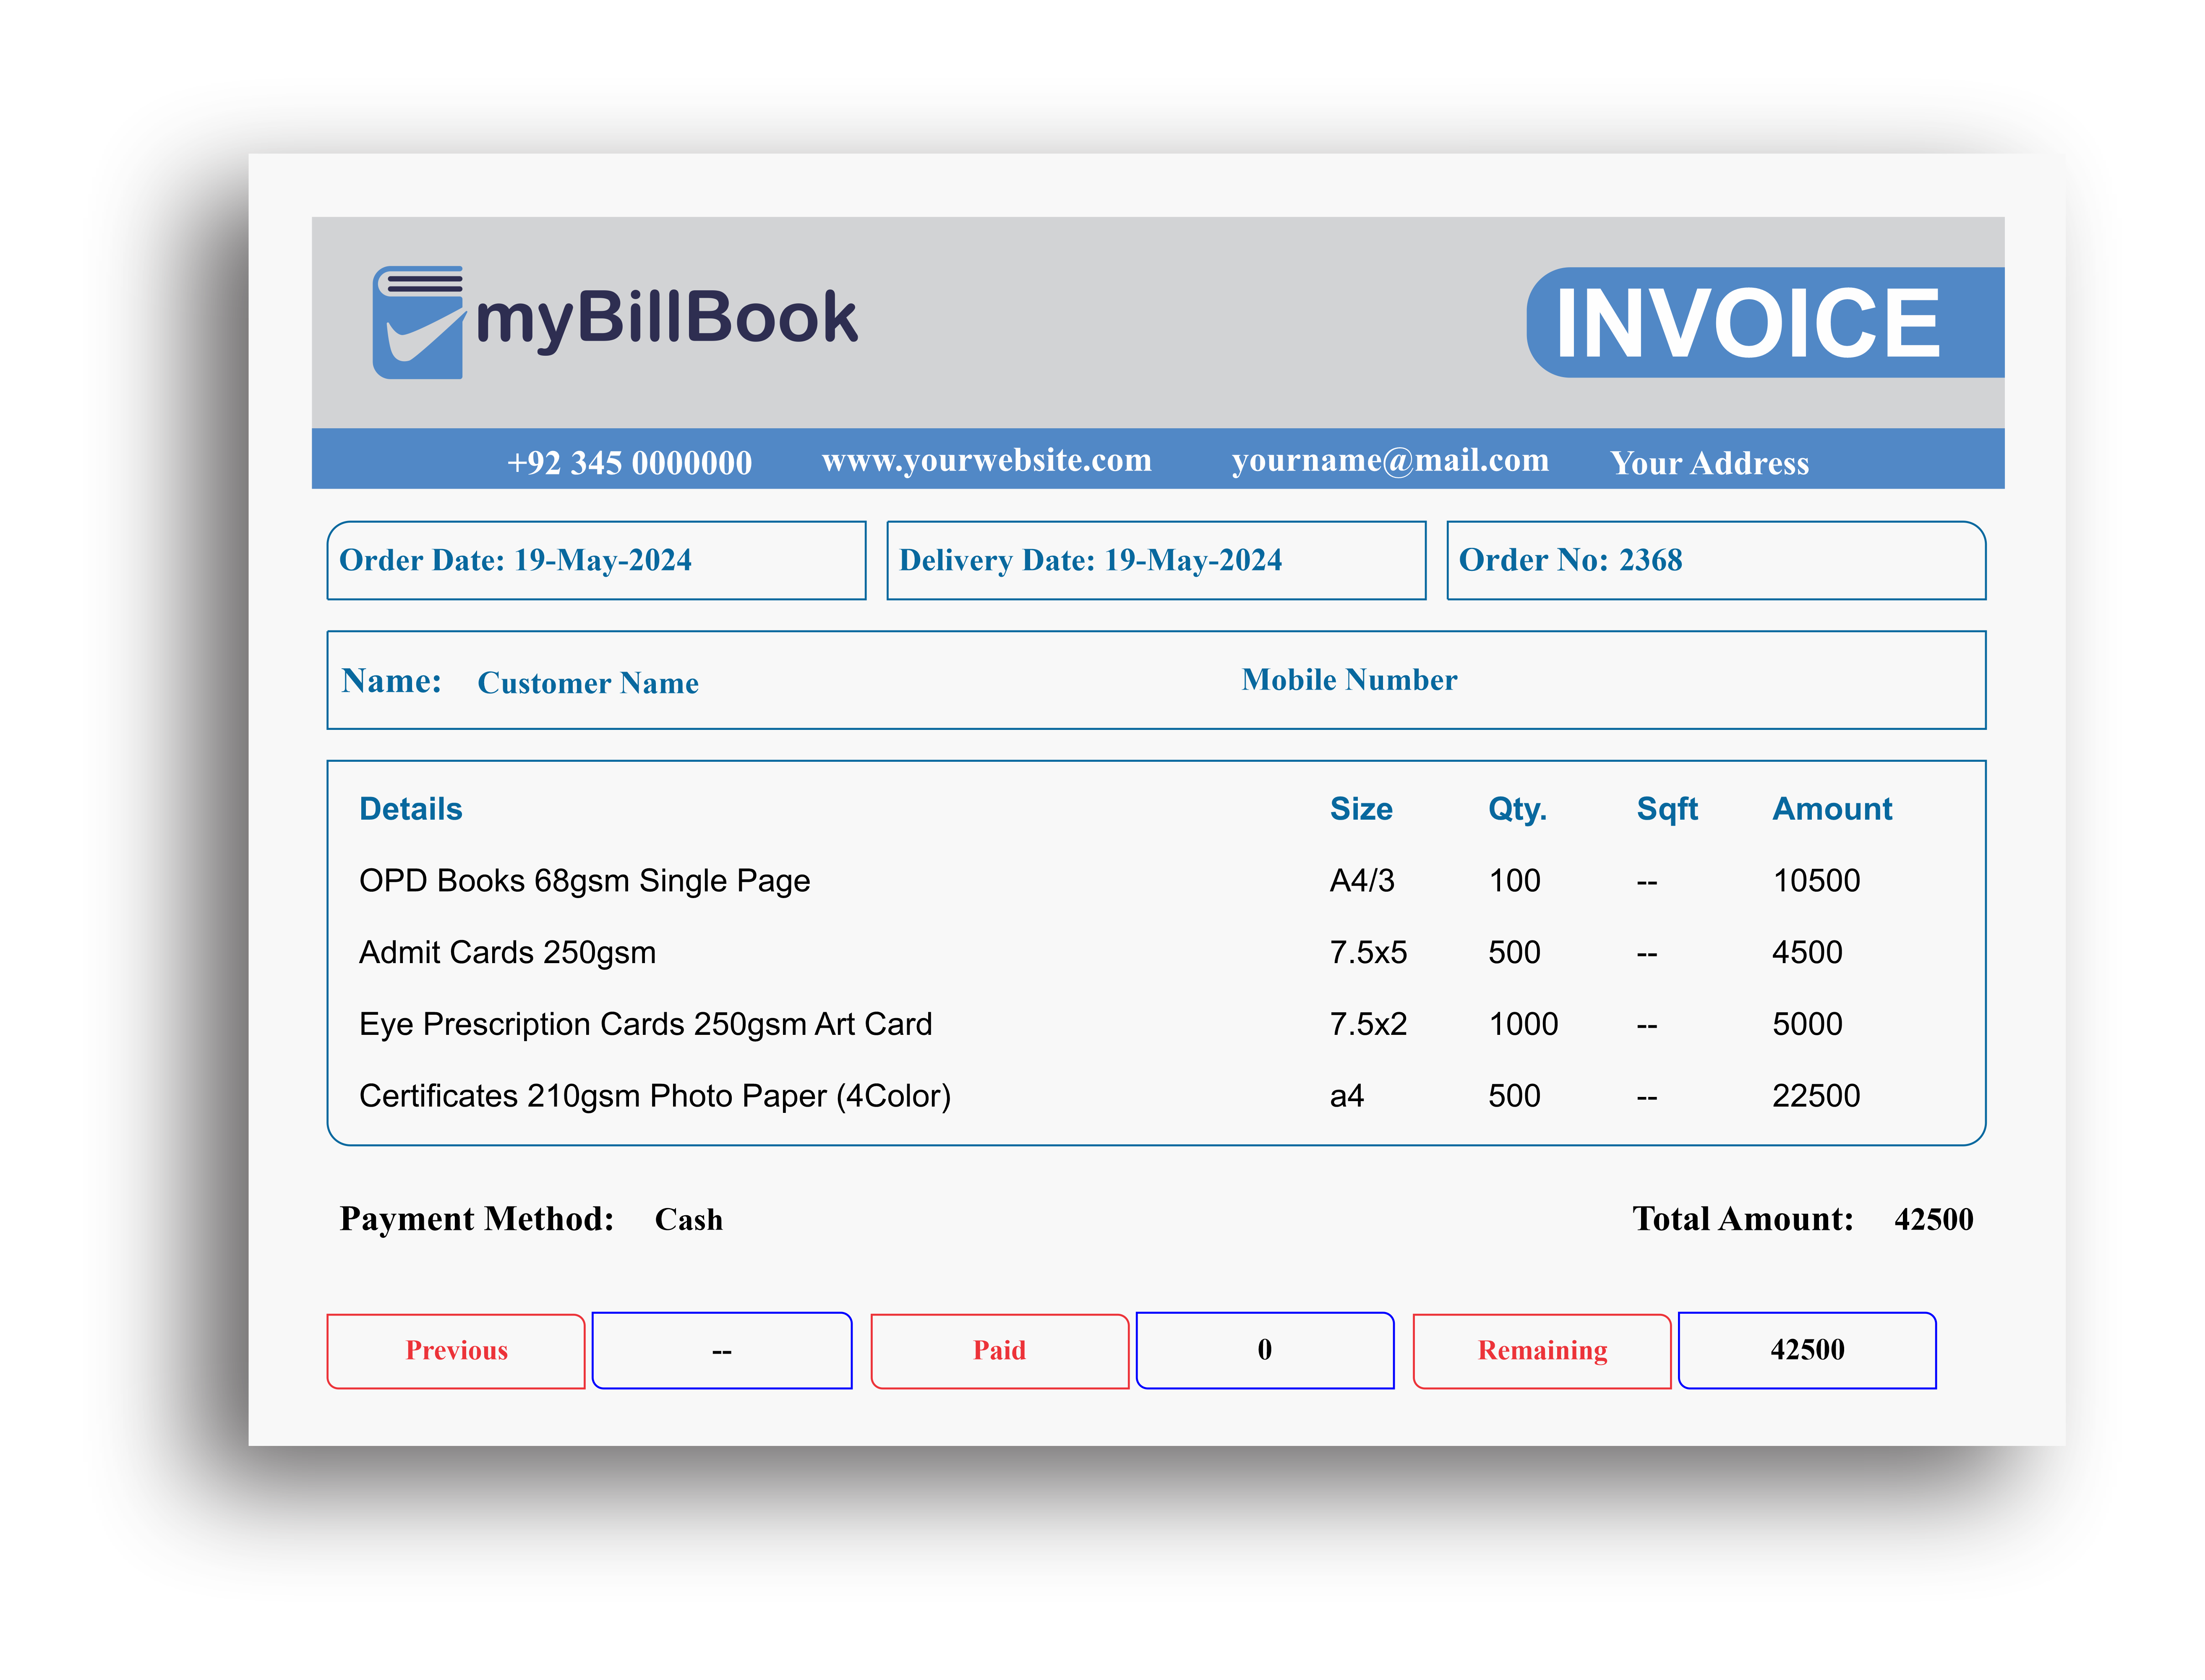 myBillBook
INVOICE
+92 345 0000000 www.yourwebsite.com yourname@mail.com Your Address
Order Date: 19-May-2024 Delivery Date: 19-May-2024 Order No: 2368
Name: Customer Name Mobile Number
Details Size Qty. Sqft Amount
OPD Books 68gsm Single Page A4/3 100 -- 10500
Admit Cards 250gsm 7.5x5 500 -- 4500
Eye Prescription Cards 250gsm Art Card 7.5x2 1000 -- 5000
Certificates 210gsm Photo Paper (4Color) a4 500 -- 22500
Payment Method: Cash Total Amount: 42500
Previous -- Paid 0 Remaining 42500